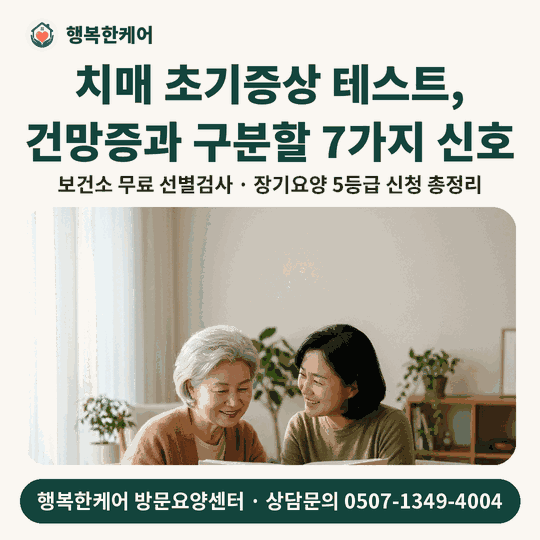 행복한케어
치매 초기증상 테스트,
건망증과 구분할 7가지 신호
보건소 무료 선별검사 · 장기요양 5등급 신청 총정리
행복한케어 방문요양센터 · 상담문의 0507-1349-4004